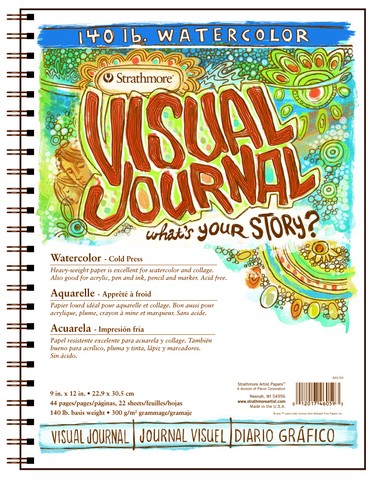 140 lb. WATERCOLOR
Strathmore
VISUAL
JOURNAL
what's YOUR STORY?
Watercolor - Cold Press
Heavy-weight paper is excellent for watercolor and collage.
Also good for acrylic, pen and ink, pencil and marker. Acid free.
Aquarelle - Apprêté à froid
Papier lourd idéal pour aquarelle et collage. Bon aussi pour
acrylique, plume, crayon à mine et marqueur. Sans acide.
Acuarela - Impresión fría
Papel resistente excelente para acuarela y collage. También
bueno para acrílico, pluma y tinta, lápiz y marcadores.
Sin ácido.
9 in. x 12 in. • 22.9 x 30,5 cm
44 pages/pages/páginas, 22 sheets/feuilles/hojas
140 lb. basis weight • 300 g/m² grammage/gramaje
Strathmore Artist Papers™
A division of Pacon Corporation
Neenah, WI 54956
www.strathmoreartist.com
Made in the U.S.A.
VISUAL JOURNAL JOURNAL VISUEL DIARIO GRÁFICO